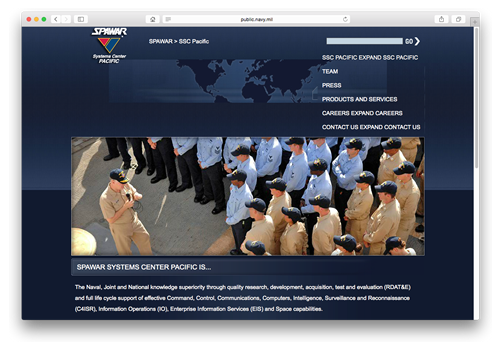 public.navy.mil
SPAWAR
Systems Center
PACIFIC
SPAWAR > SSC Pacific
GO
SSC PACIFIC EXPAND SSC PACIFIC
TEAM
PRESS
PRODUCTS AND SERVICES
CAREERS EXPAND CAREERS
CONTACT US EXPAND CONTACT US
SPAWAR SYSTEMS CENTER PACIFIC IS...
The Naval, Joint and National knowledge superiority through quality research, development, acquisition, test and evaluation (RDAT&E)
and full life cycle support of effective Command, Control, Communications, Computers, Intelligence, Surveillance and Reconnaissance
(C4ISR), Information Operations (IO), Enterprise Information Services (EIS) and Space capabilities.